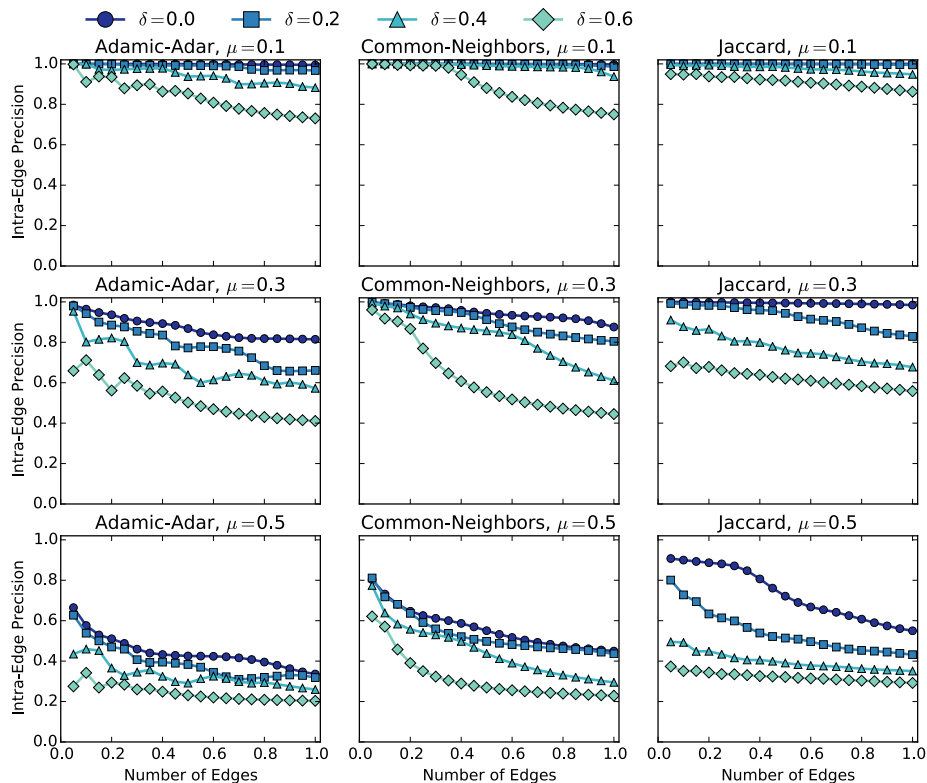 δ=0.0 δ=0.2 δ=0.4 δ=0.6
Adamic-Adar, μ=0.1 Common-Neighbors, μ=0.1 Jaccard, μ=0.1
Intra-Edge Precision
1.0
0.8
0.6
0.4
0.2
0.0
Adamic-Adar, μ=0.3 Common-Neighbors, μ=0.3 Jaccard, μ=0.3
Intra-Edge Precision
1.0
0.8
0.6
0.4
0.2
0.0
Adamic-Adar, μ=0.5 Common-Neighbors, μ=0.5 Jaccard, μ=0.5
Intra-Edge Precision
1.0
0.8
0.6
0.4
0.2
0.0
0.0 0.2 0.4 0.6 0.8 1.0 0.0 0.2 0.4 0.6 0.8 1.0 0.0 0.2 0.4 0.6 0.8 1.0
Number of Edges Number of Edges Number of Edges